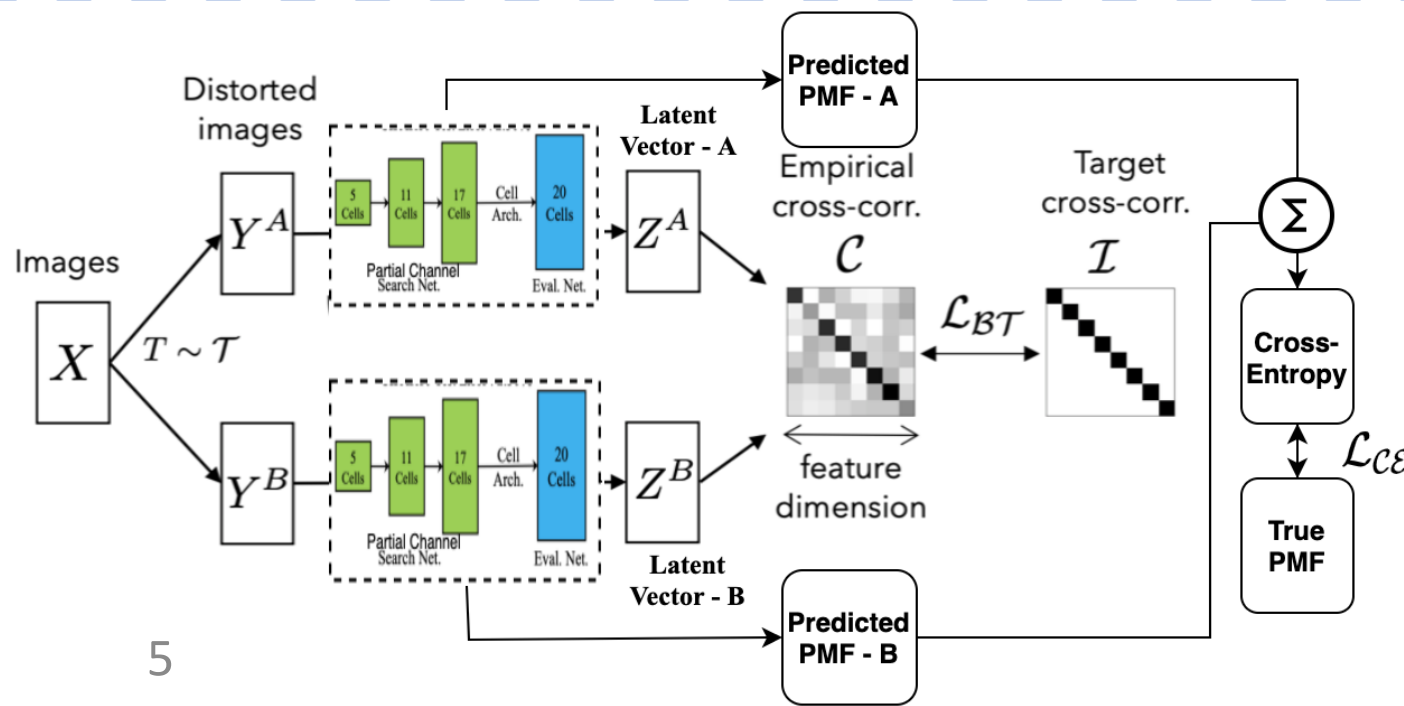 Images
X
T ∼ 𝒯
Distorted
images
Y^A
5
Cells
11
Cells
17
Cells
Cell
Arch.
20
Cells
Partial Channel
Search Net.
Eval. Net.
Latent
Vector - A
Z^A
Predicted
PMF - A
Empirical
cross-corr.
𝒞
ℒ_ℬ𝒯
Target
cross-corr.
ℐ
feature
dimension
Σ
Cross-
Entropy
ℒ_𝒞ℰ
True
PMF
Y^B
5
Cells
11
Cells
17
Cells
Cell
Arch.
20
Cells
Partial Channel
Search Net.
Eval. Net.
Z^B
Latent
Vector - B
Predicted
PMF - B
5